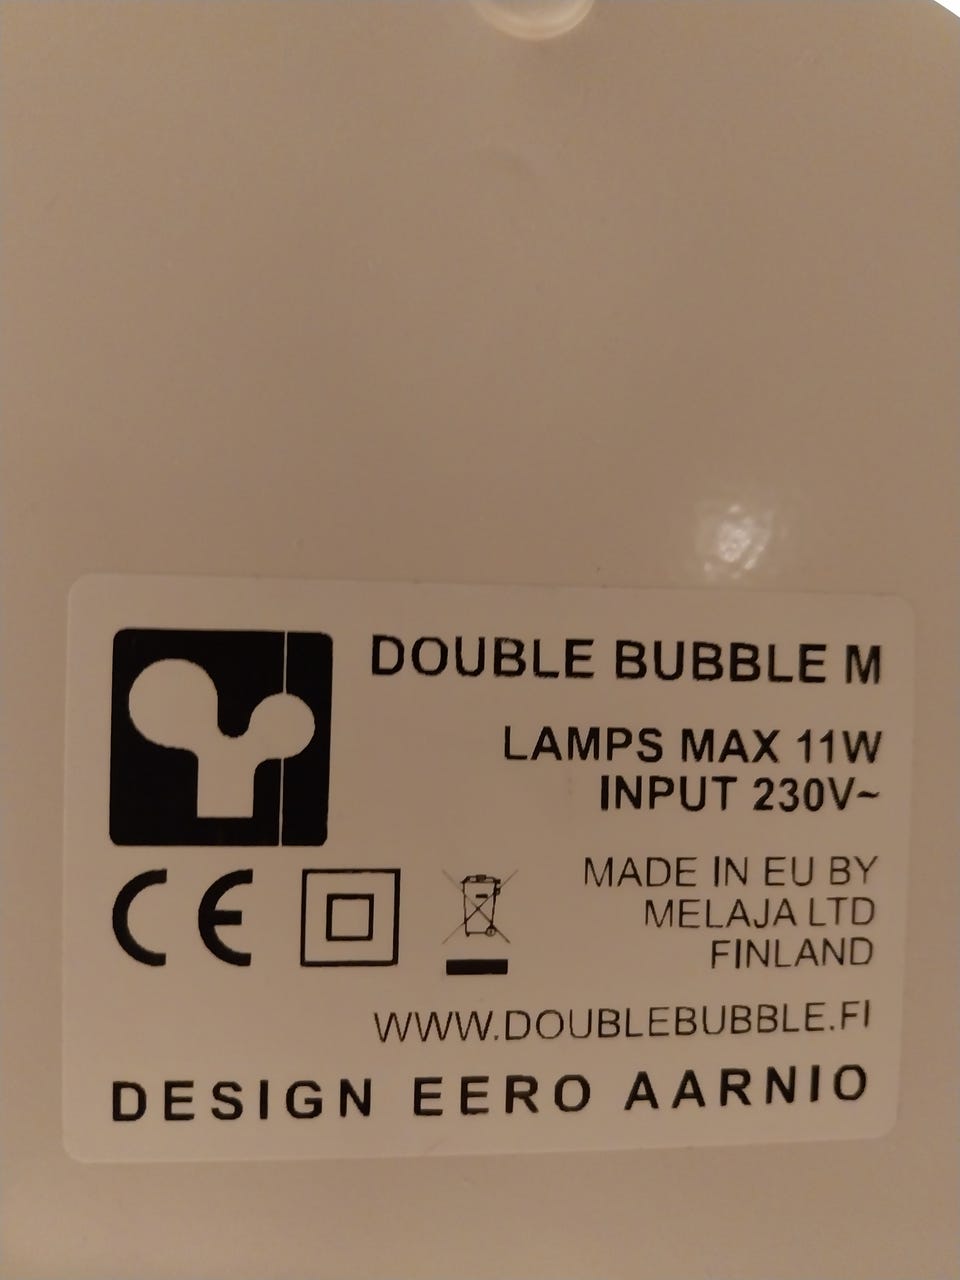 DOUBLE BUBBLE M
LAMPS MAX 11W
INPUT 230V~
CE
MADE IN EU BY
MELAJA LTD
FINLAND
WWW.DOUBLEBUBBLE.FI
DESIGN EERO AARNIO